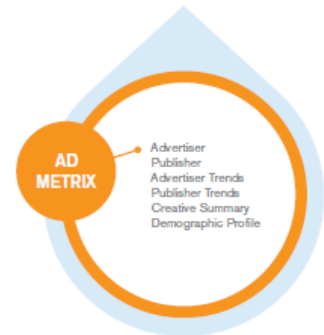 AD
METRIX
Advertiser
Publisher
Advertiser Trends
Publisher Trends
Creative Summary
Demographic Profile